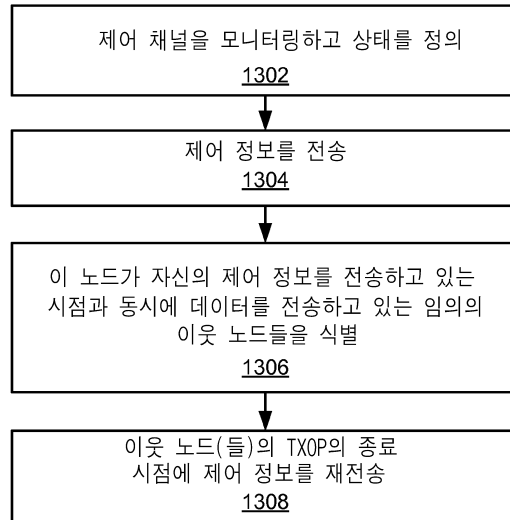 제어 채널을 모니터링하고 상태를 정의
1302
제어 정보를 전송
1304
이 노드가 자신의 제어 정보를 전송하고 있는
시점과 동시에 데이터를 전송하고 있는 임의의
이웃 노드들을 식별
1306
이웃 노드(들)의 TXOP의 종료
시점에 제어 정보를 재전송
1308